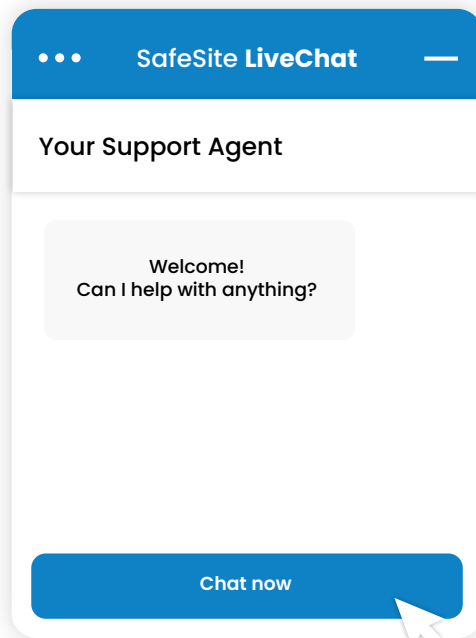 SafeSite LiveChat
Your Support Agent
Welcome!
Can I help with anything?
Chat now